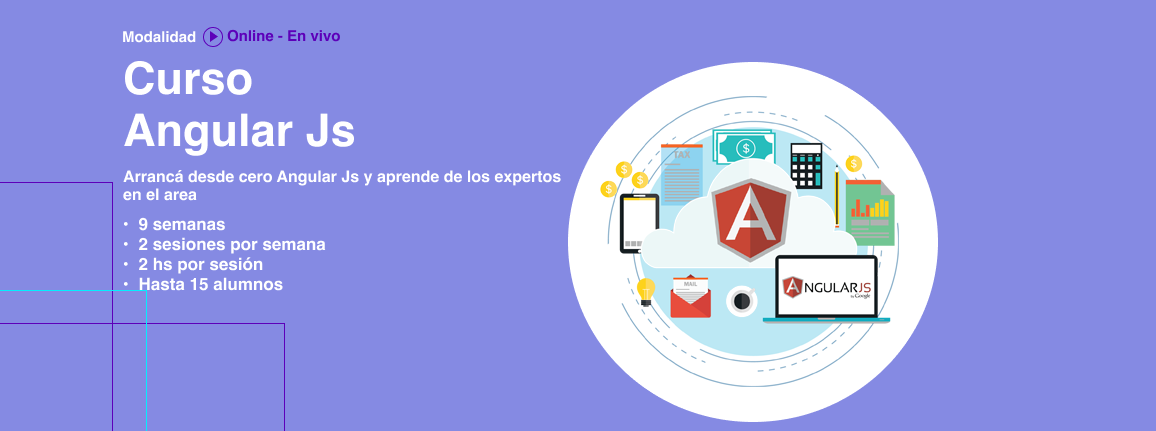 Modalidad Online - En vivo
Curso
Angular Js
Arrancá desde cero Angular Js y aprende de los expertos
en el area
• 9 semanas
• 2 sesiones por semana
• 2 hs por sesión
• Hasta 15 alumnos
TAX
$
$
$
$
$
A
MAIL
ANGULARJS
by Google